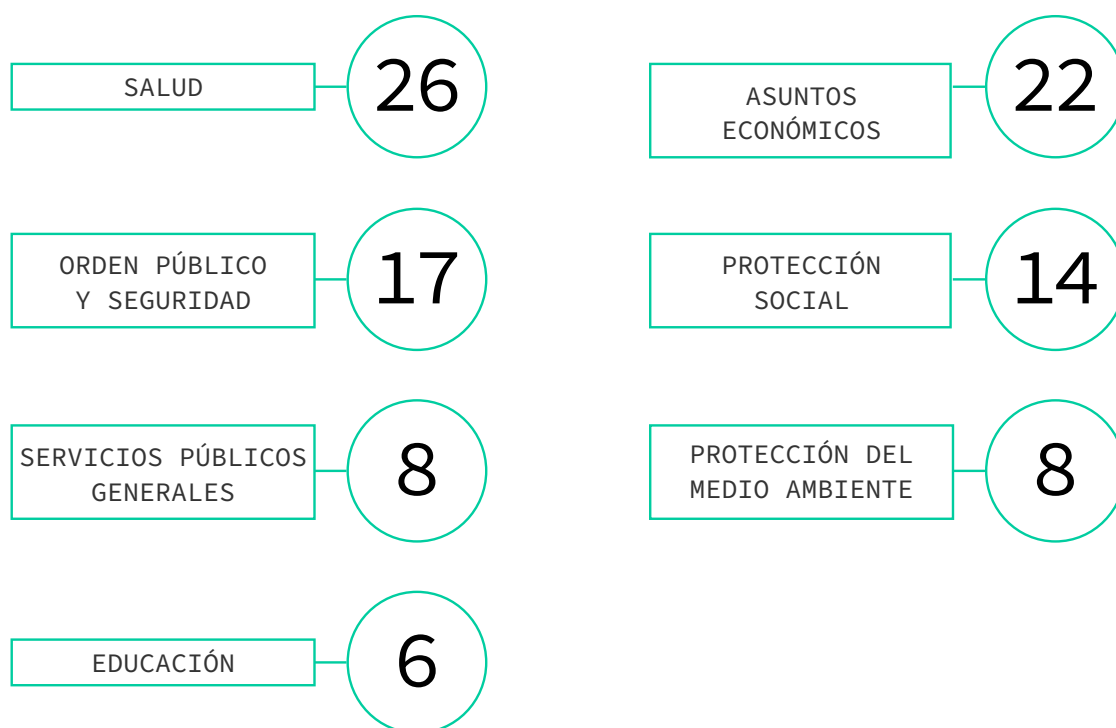 SALUD
26
ASUNTOS
ECONÓMICOS
22
ORDEN PÚBLICO
Y SEGURIDAD
17
PROTECCIÓN
SOCIAL
14
SERVICIOS PÚBLICOS
GENERALES
8
PROTECCIÓN DEL
MEDIO AMBIENTE
8
EDUCACIÓN
6